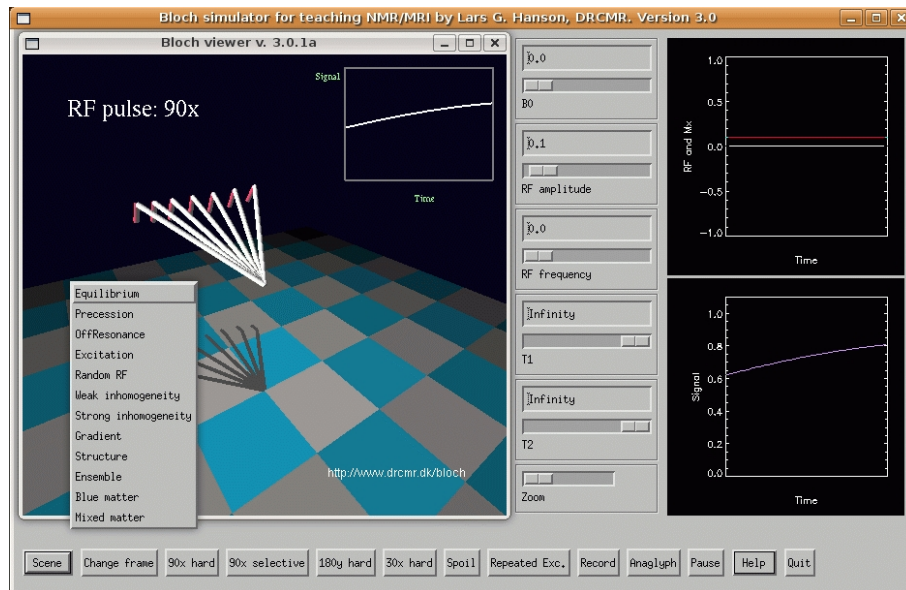 Bloch simulator for teaching NMR/MRI by Lars G. Hanson, DRCMR. Version 3.0
Bloch viewer v. 3.0.1a
RF pulse: 90x
Signal
Time
Equilibrium
Precession
OffResonance
Excitation
Random RF
Weak inhomogeneity
Strong inhomogeneity
Gradient
Structure
Ensemble
Blue matter
Mixed matter
http://www.drcmr.dk/bloch
0.0
B0
0.1
RF amplitude
0.0
RF frequency
Infinity
T1
Infinity
T2
Zoom
RF and Mx
1.0
0.5
0.0
−0.5
−1.0
Time
Signal
1.0
0.8
0.6
0.4
0.2
0.0
Time
Scene Change frame 90x hard 90x selective 180y hard 30x hard Spoil Repeated Exc. Record Anaglyph Pause Help Quit